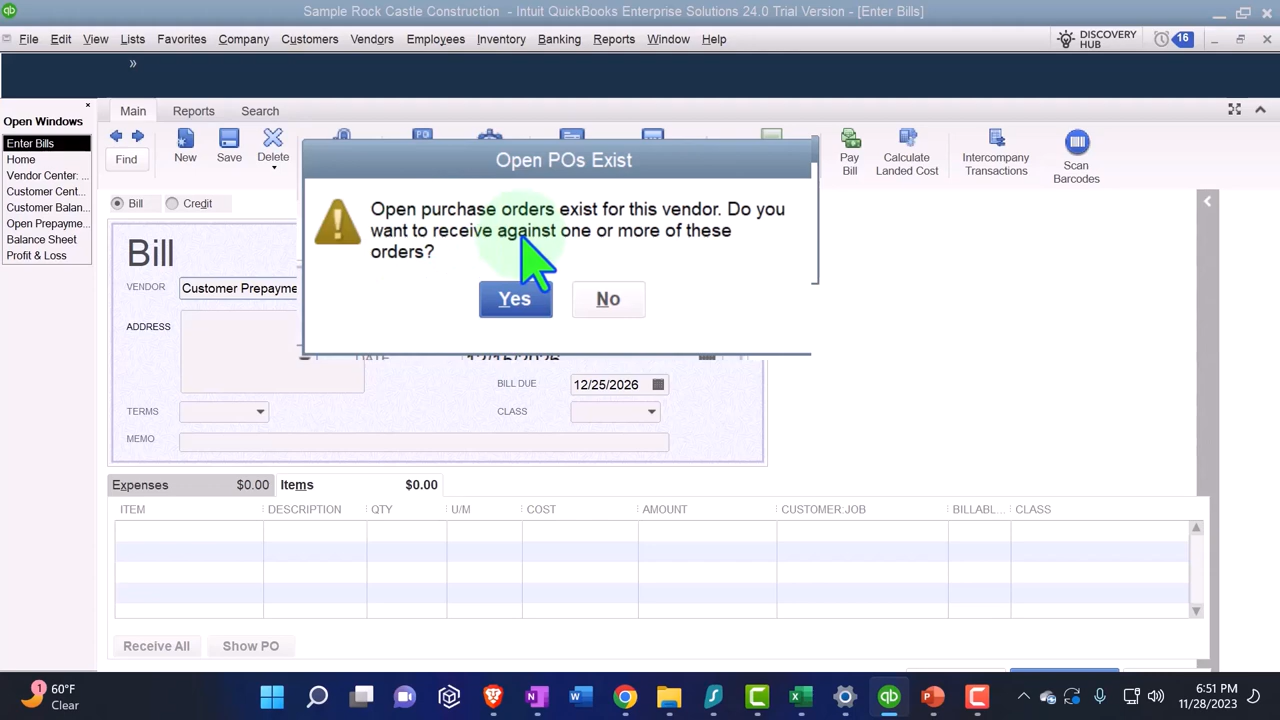 Sample Rock Castle Construction - Intuit QuickBooks Enterprise Solutions 24.0 Trial Version - [Enter Bills]
File Edit View Lists Favorites Company Customers Vendors Employees Inventory Banking Reports Window Help
DISCOVERY
HUB
16
»
Open Windows
Enter Bills
Home
Vendor Center:...
Customer Cent...
Customer Balan...
Open Prepayme...
Balance Sheet
Profit & Loss
Main Reports Search
Find
New
Save
Delete
PO
Pay
Bill
Calculate
Landed Cost
Intercompany
Transactions
Scan
Barcodes
Bill Credit
Open POs Exist
Open purchase orders exist for this vendor. Do you
want to receive against one or more of these
orders?
Yes No
Bill
VENDOR Customer Prepayme
ADDRESS
DATE 12/15/2026
BILL DUE 12/25/2026
TERMS CLASS
MEMO
Expenses $0.00 Items $0.00
ITEM DESCRIPTION QTY U/M COST AMOUNT CUSTOMER:JOB BILLABL... CLASS
Receive All Show PO
1
60°F
Clear
6:51 PM
11/28/2023